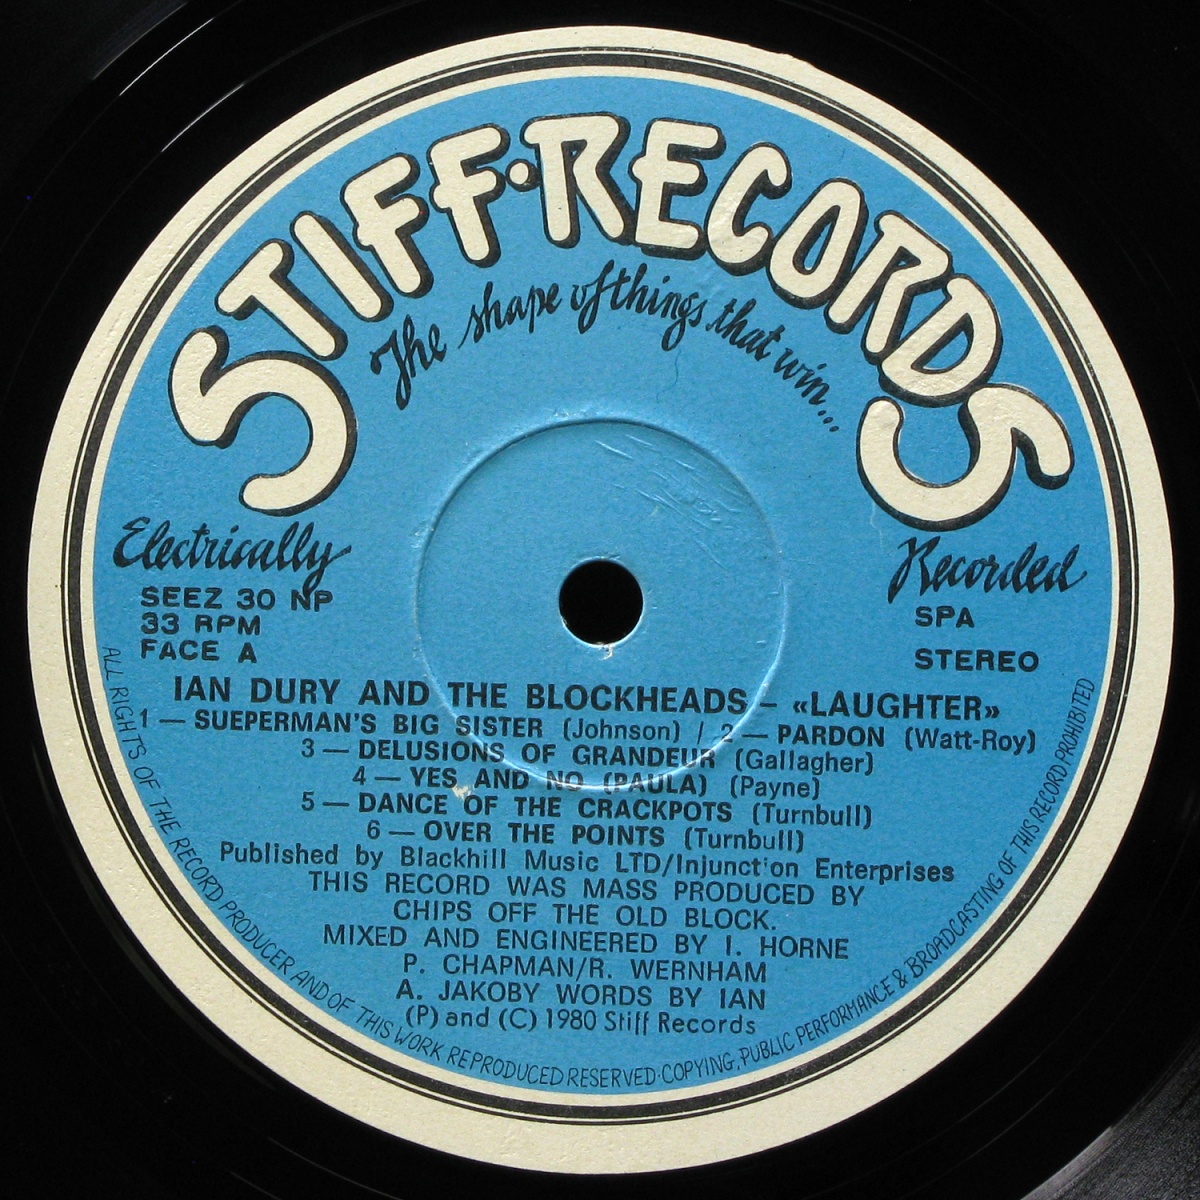 STIFF·RECORDS
The shape of things that win...
Electrically
Recorded
SEEZ 30 NP
33 RPM
FACE A
SPA
STEREO
IAN DURY AND THE BLOCKHEADS – «LAUGHTER»
1 — SUEPERMAN'S BIG SISTER (Johnson) / 2 — PARDON (Watt-Roy)
3 — DELUSIONS OF GRANDEUR (Gallagher)
4 — YES AND NO (PAULA) (Payne)
5 — DANCE OF THE CRACKPOTS (Turnbull)
6 — OVER THE POINTS (Turnbull)
Published by Blackhill Music LTD/Injunction Enterprises
THIS RECORD WAS MASS PRODUCED BY
CHIPS OFF THE OLD BLOCK.
MIXED AND ENGINEERED BY I. HORNE
P. CHAPMAN/R. WERNHAM
A. JAKOBY WORDS BY IAN
(P) and (C) 1980 Stiff Records
ALL RIGHTS OF THE RECORD PRODUCER AND OF THIS WORK REPRODUCED RESERVED·COPYING, PUBLIC PERFORMANCE & BROADCASTING OF THIS RECORD PROHIBITED